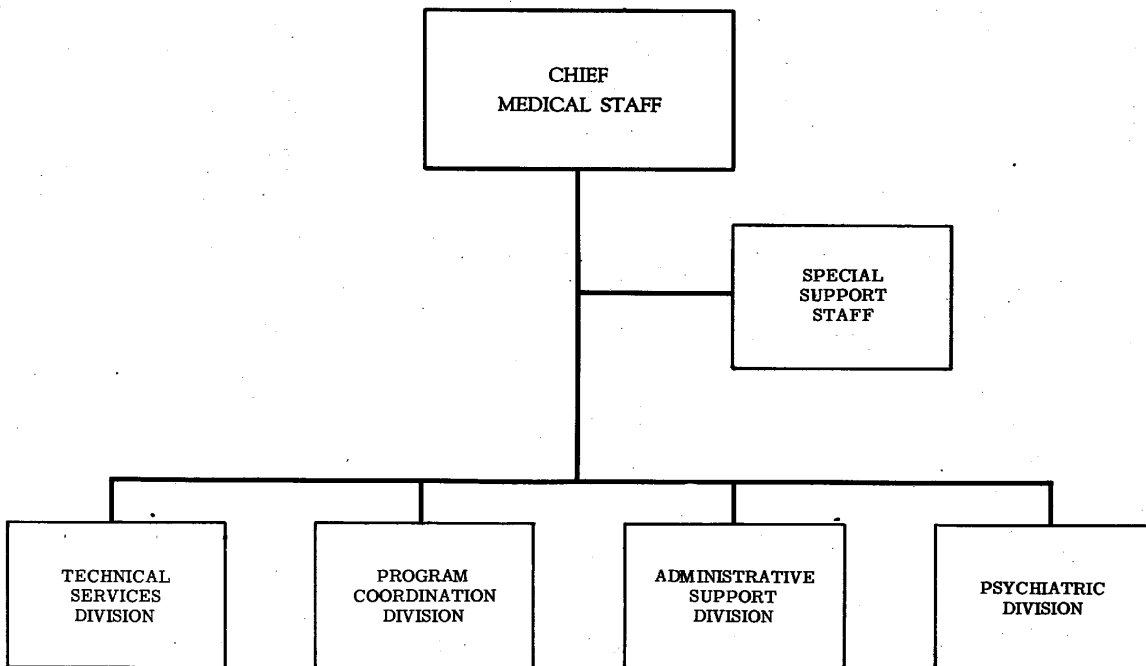 CHIEF
MEDICAL STAFF
SPECIAL
SUPPORT
STAFF
TECHNICAL
SERVICES
DIVISION
PROGRAM
COORDINATION
DIVISION
ADMINISTRATIVE
SUPPORT
DIVISION
PSYCHIATRIC
DIVISION